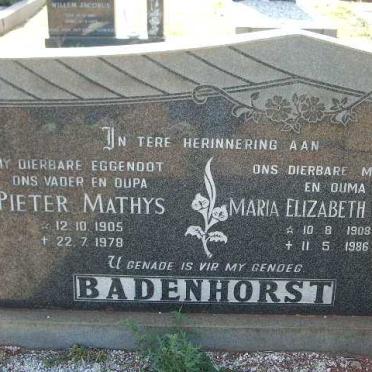 WILLEM JACOBUS
IN TERE HERINNERING AAN
MY DIERBARE EGGENOOT
ONS VADER EN OUPA
PIETER MATHYS
☆ 12.10.1905
✝ 22.7.1978
ONS DIERBARE M
EN OUMA
MARIA ELIZABETH
☆ 10 8 1908
✝ 11 5 1986
U GENADE IS VIR MY GENOEG
BADENHORST